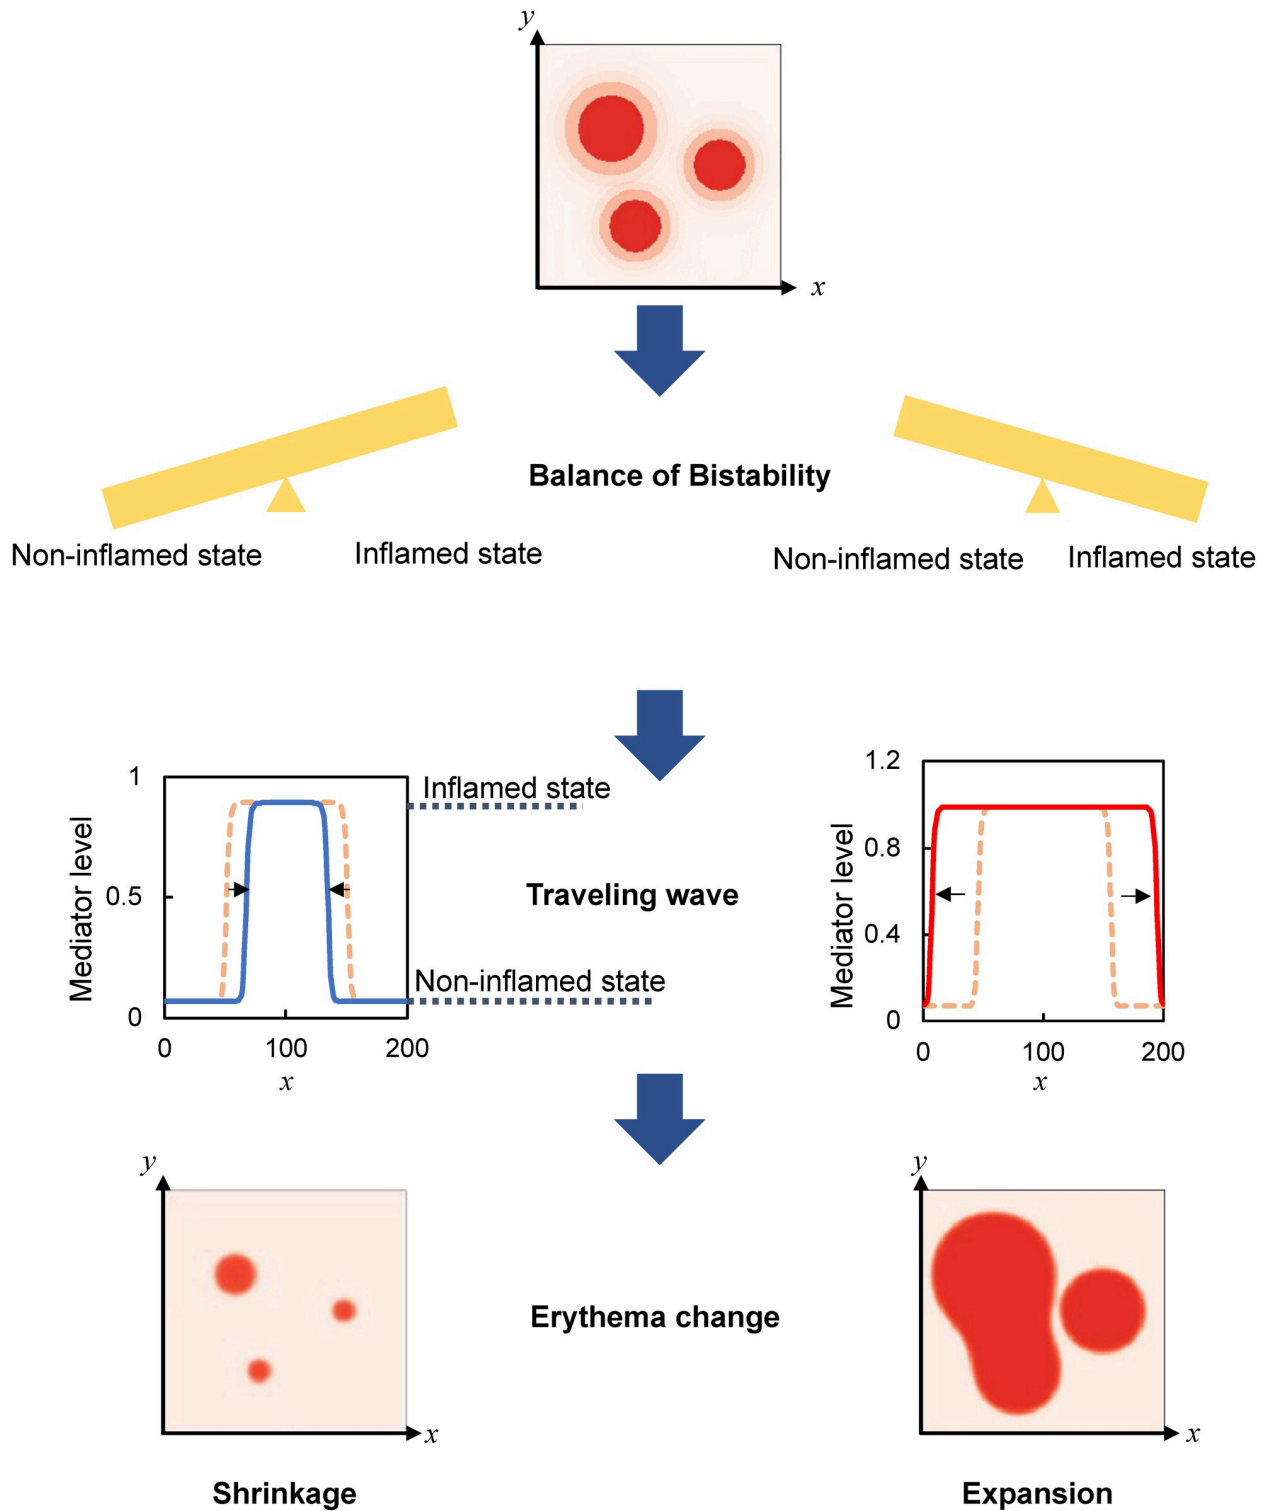 y
x
Balance of Bistability
Non-inflamed state
Inflamed state
Non-inflamed state
Inflamed state
1
0.5
0
Mediator level
0
100
200
x
Inflamed state
Non-inflamed state
Traveling wave
1.2
0.8
0.4
0
Mediator level
0
100
200
x
y
x
Erythema change
y
x
Shrinkage
Expansion